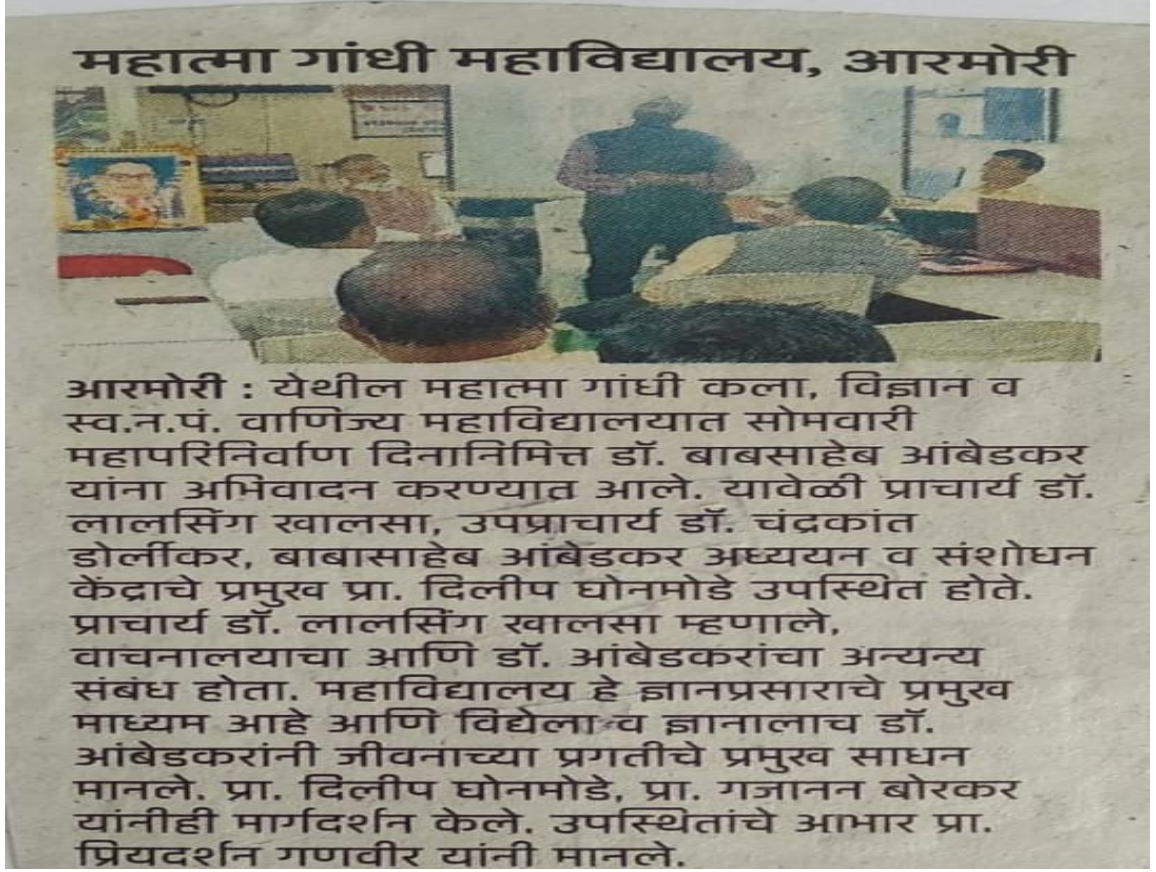 महात्मा गांधी महाविद्यालय, आरमोरी
आरमोरी : येथील महात्मा गांधी कला, विज्ञान व
स्व.न.पं. वाणिज्य महाविद्यालयात सोमवारी
महापरिनिर्वाण दिनानिमित्त डॉ. बाबसाहेब आंबेडकर
यांना अभिवादन करण्यात आले. यावेळी प्राचार्य डॉ.
लालसिंग खालसा, उपप्राचार्य डॉ. चंद्रकांत
डोर्लीकर, बाबासाहेब आंबेडकर अध्ययन व संशोधन
केंद्राचे प्रमुख प्रा. दिलीप घोनमोडे उपस्थित होते.
प्राचार्य डॉ. लालसिंग खालसा म्हणाले,
वाचनालयाचा आणि डॉ. आंबेडकरांचा अन्यन्य
संबंध होता. महाविद्यालय हे ज्ञानप्रसाराचे प्रमुख
माध्यम आहे आणि विद्येला व ज्ञानालाच डॉ.
आंबेडकरांनी जीवनाच्या प्रगतीचे प्रमुख साधन
मानले. प्रा. दिलीप घोनमोडे, प्रा. गजानन बोरकर
यांनीही मार्गदर्शन केले. उपस्थितांचे आभार प्रा.
प्रियदर्शन गणवीर यांनी मानले.